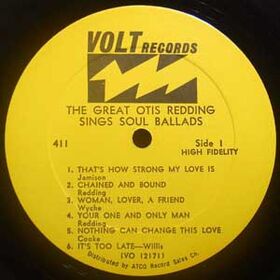 VOLT RECORDS
THE GREAT OTIS REDDING
SINGS SOUL BALLADS
411
Side 1
HIGH FIDELITY
1. THAT'S HOW STRONG MY LOVE IS
Jamison
2. CHAINED AND BOUND
Redding
3. WOMAN, LOVER, A FRIEND
Wyche
4. YOUR ONE AND ONLY MAN
Redding
5. NOTHING CAN CHANGE THIS LOVE
Cooke
6. IT'S TOO LATE—Willis
(VO 12171)
Distributed by ATCO Record Sales Co.